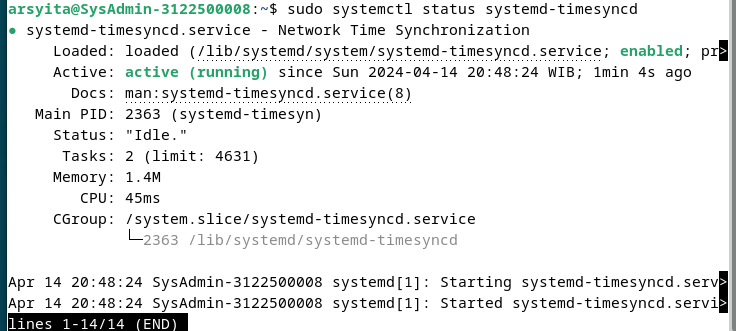 arsyita@SysAdmin-3122500008:~$ sudo systemctl status systemd-timesyncd
● systemd-timesyncd.service - Network Time Synchronization
     Loaded: loaded (/lib/systemd/system/systemd-timesyncd.service; enabled; pr>
     Active: active (running) since Sun 2024-04-14 20:48:24 WIB; 1min 4s ago
       Docs: man:systemd-timesyncd.service(8)
   Main PID: 2363 (systemd-timesyn)
     Status: "Idle."
      Tasks: 2 (limit: 4631)
     Memory: 1.4M
        CPU: 45ms
     CGroup: /system.slice/systemd-timesyncd.service
             └─2363 /lib/systemd/systemd-timesyncd
Apr 14 20:48:24 SysAdmin-3122500008 systemd[1]: Starting systemd-timesyncd.serv>
Apr 14 20:48:24 SysAdmin-3122500008 systemd[1]: Started systemd-timesyncd.servi>
lines 1-14/14 (END)